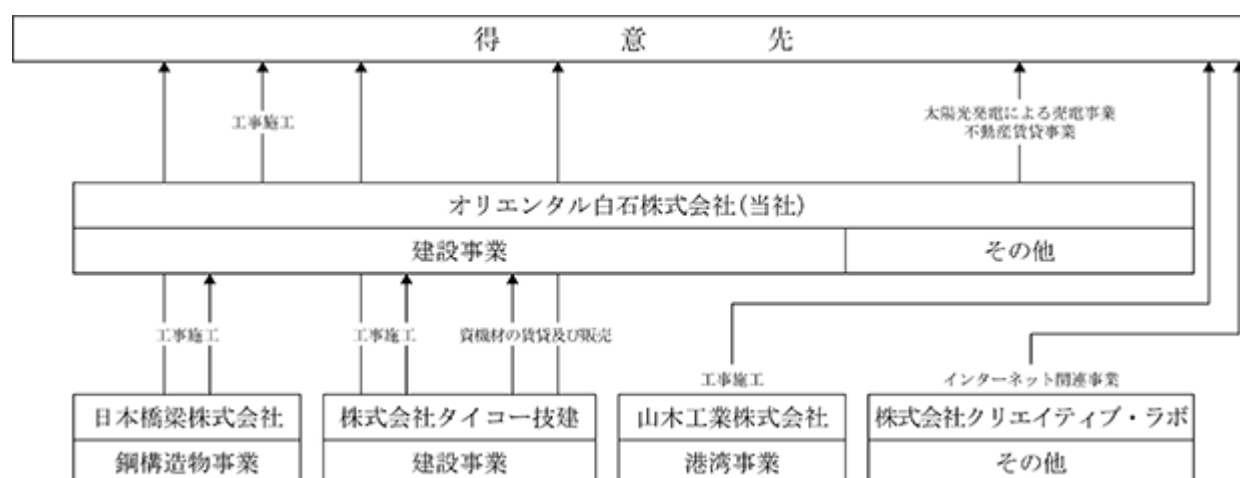 得意先
工事施工
太陽光発電による売電事業
不動産賃貸事業
オリエンタル白石株式会社(当社)
建設事業
その他
工事施工
工事施工
資機材の賃貸及び販売
工事施工
インターネット関連事業
日本橋梁株式会社
株式会社タイコー技建
山木工業株式会社
株式会社クリエイティブ・ラボ
鋼構造物事業
建設事業
港湾事業
その他